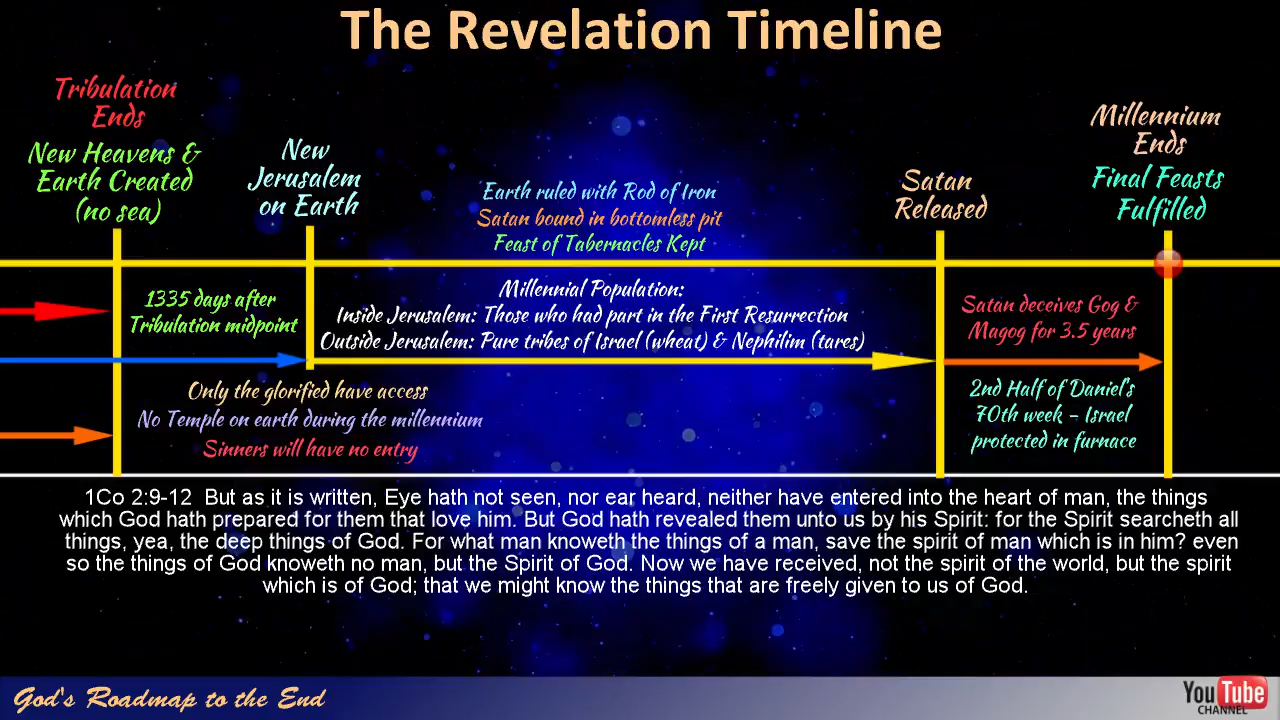 The Revelation Timeline
Tribulation
Ends
New Heavens &
Earth Created
(no sea)
New
Jerusalem
on Earth
Earth ruled with Rod of Iron
Satan bound in bottomless pit
Feast of Tabernacles Kept
Satan
Released
Millennium
Ends
Final Feasts
Fulfilled
1335 days after
Tribulation midpoint
Millennial Population:
Inside Jerusalem: Those who had part in the First Resurrection
Outside Jerusalem: Pure tribes of Israel (wheat) & Nephilim (tares)
Satan deceives Gog &
Magog for 3.5 years
Only the glorified have access
No Temple on earth during the millennium
Sinners will have no entry
2nd Half of Daniel's
70th week – Israel
protected in furnace
1Co 2:9-12 But as it is written, Eye hath not seen, nor ear heard, neither have entered into the heart of man, the things
which God hath prepared for them that love him. But God hath revealed them unto us by his Spirit: for the Spirit searcheth all
things, yea, the deep things of God. For what man knoweth the things of a man, save the spirit of man which is in him? even
so the things of God knoweth no man, but the Spirit of God. Now we have received, not the spirit of the world, but the spirit
which is of God; that we might know the things that are freely given to us of God.
God's Roadmap to the End
YouTube
CHANNEL